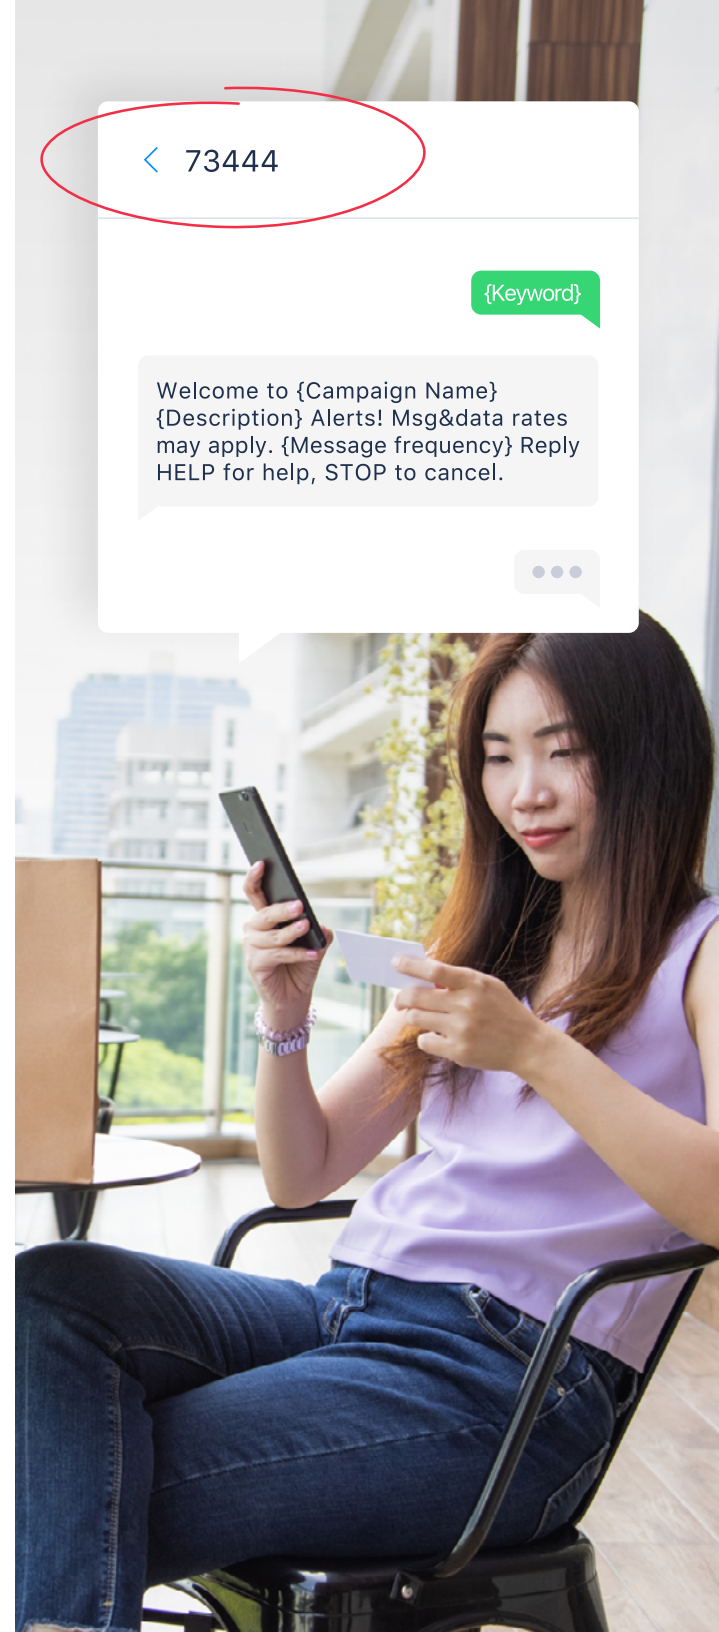 73444
{Keyword}
Welcome to {Campaign Name}
{Description} Alerts! Msg&data rates
may apply. {Message frequency} Reply
HELP for help, STOP to cancel.